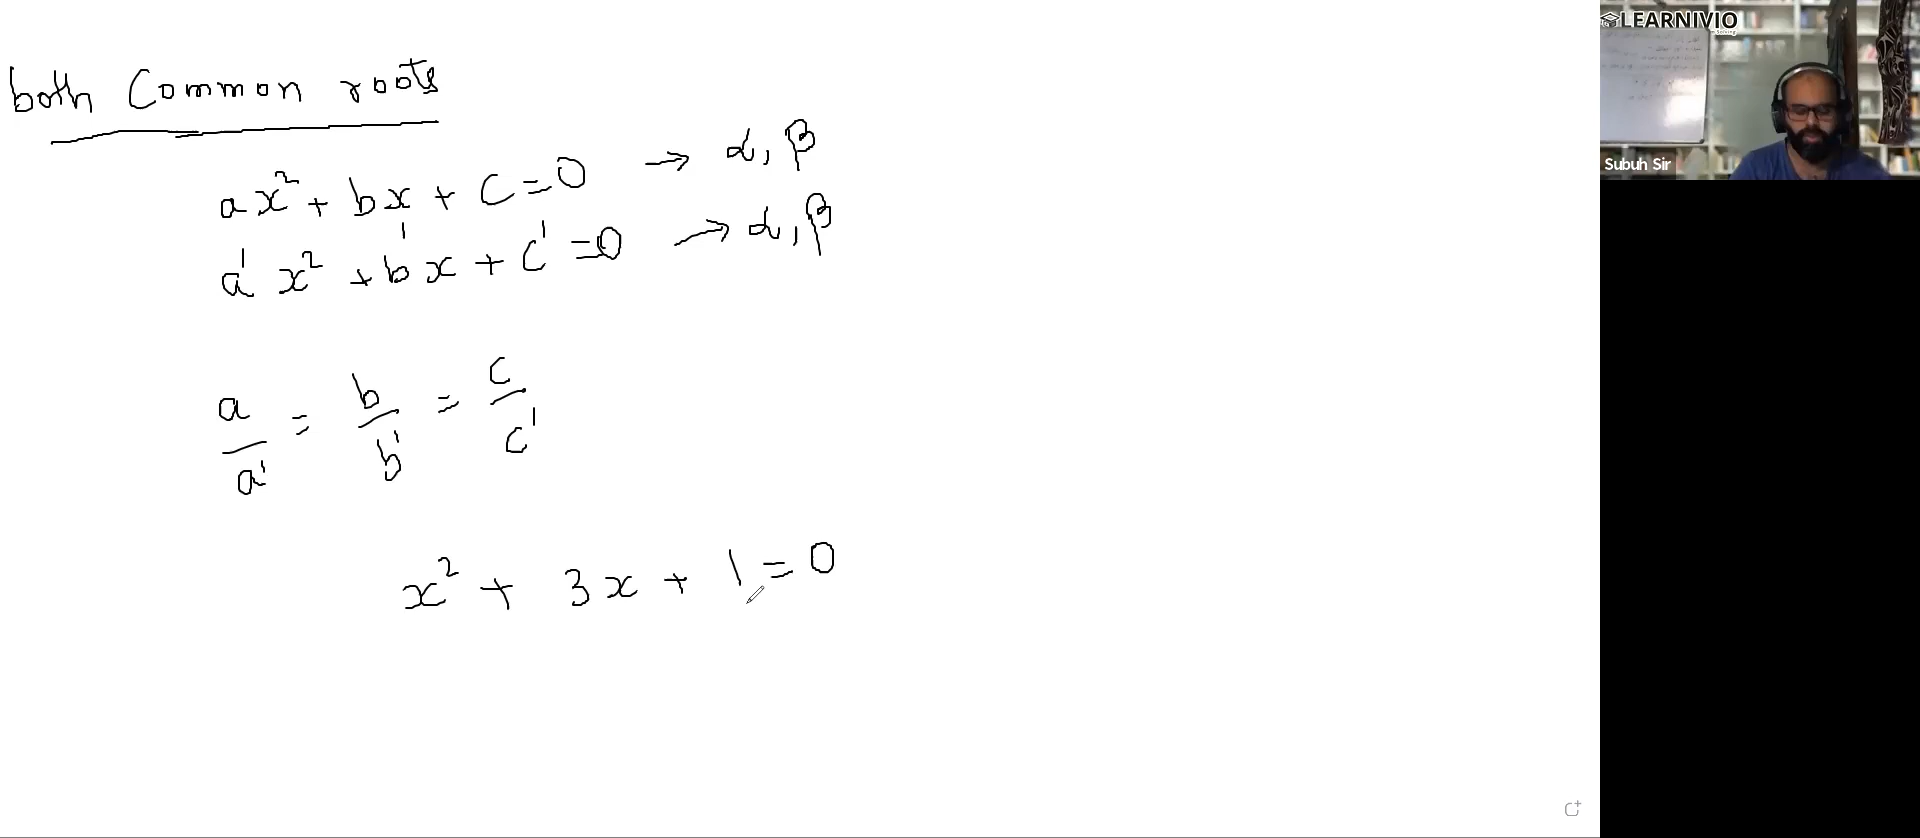 both Common roots
ax² + bx + c = 0 → α, β
a'x² + b'x + c' = 0 → α, β
a/a' = b/b' = c/c'
x² + 3x + 1 = 0
LEARNIVIO
Subuh Sir